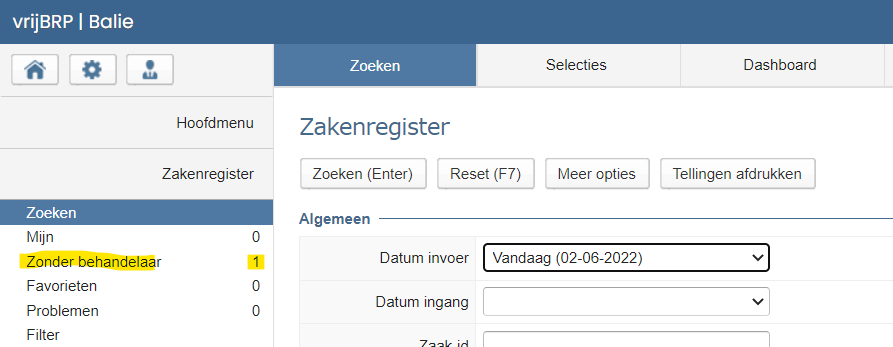 vrijBRP | Balie
Zoeken Selecties Dashboard
Hoofdmenu
Zakenregister
Zoeken
Mijn 0
Zonder behandelaar 1
Favorieten 0
Problemen 0
Filter
Zakenregister
Zoeken (Enter) Reset (F7) Meer opties Tellingen afdrukken
Algemeen
Datum invoer Vandaag (02-06-2022)
Datum ingang
Zaak id